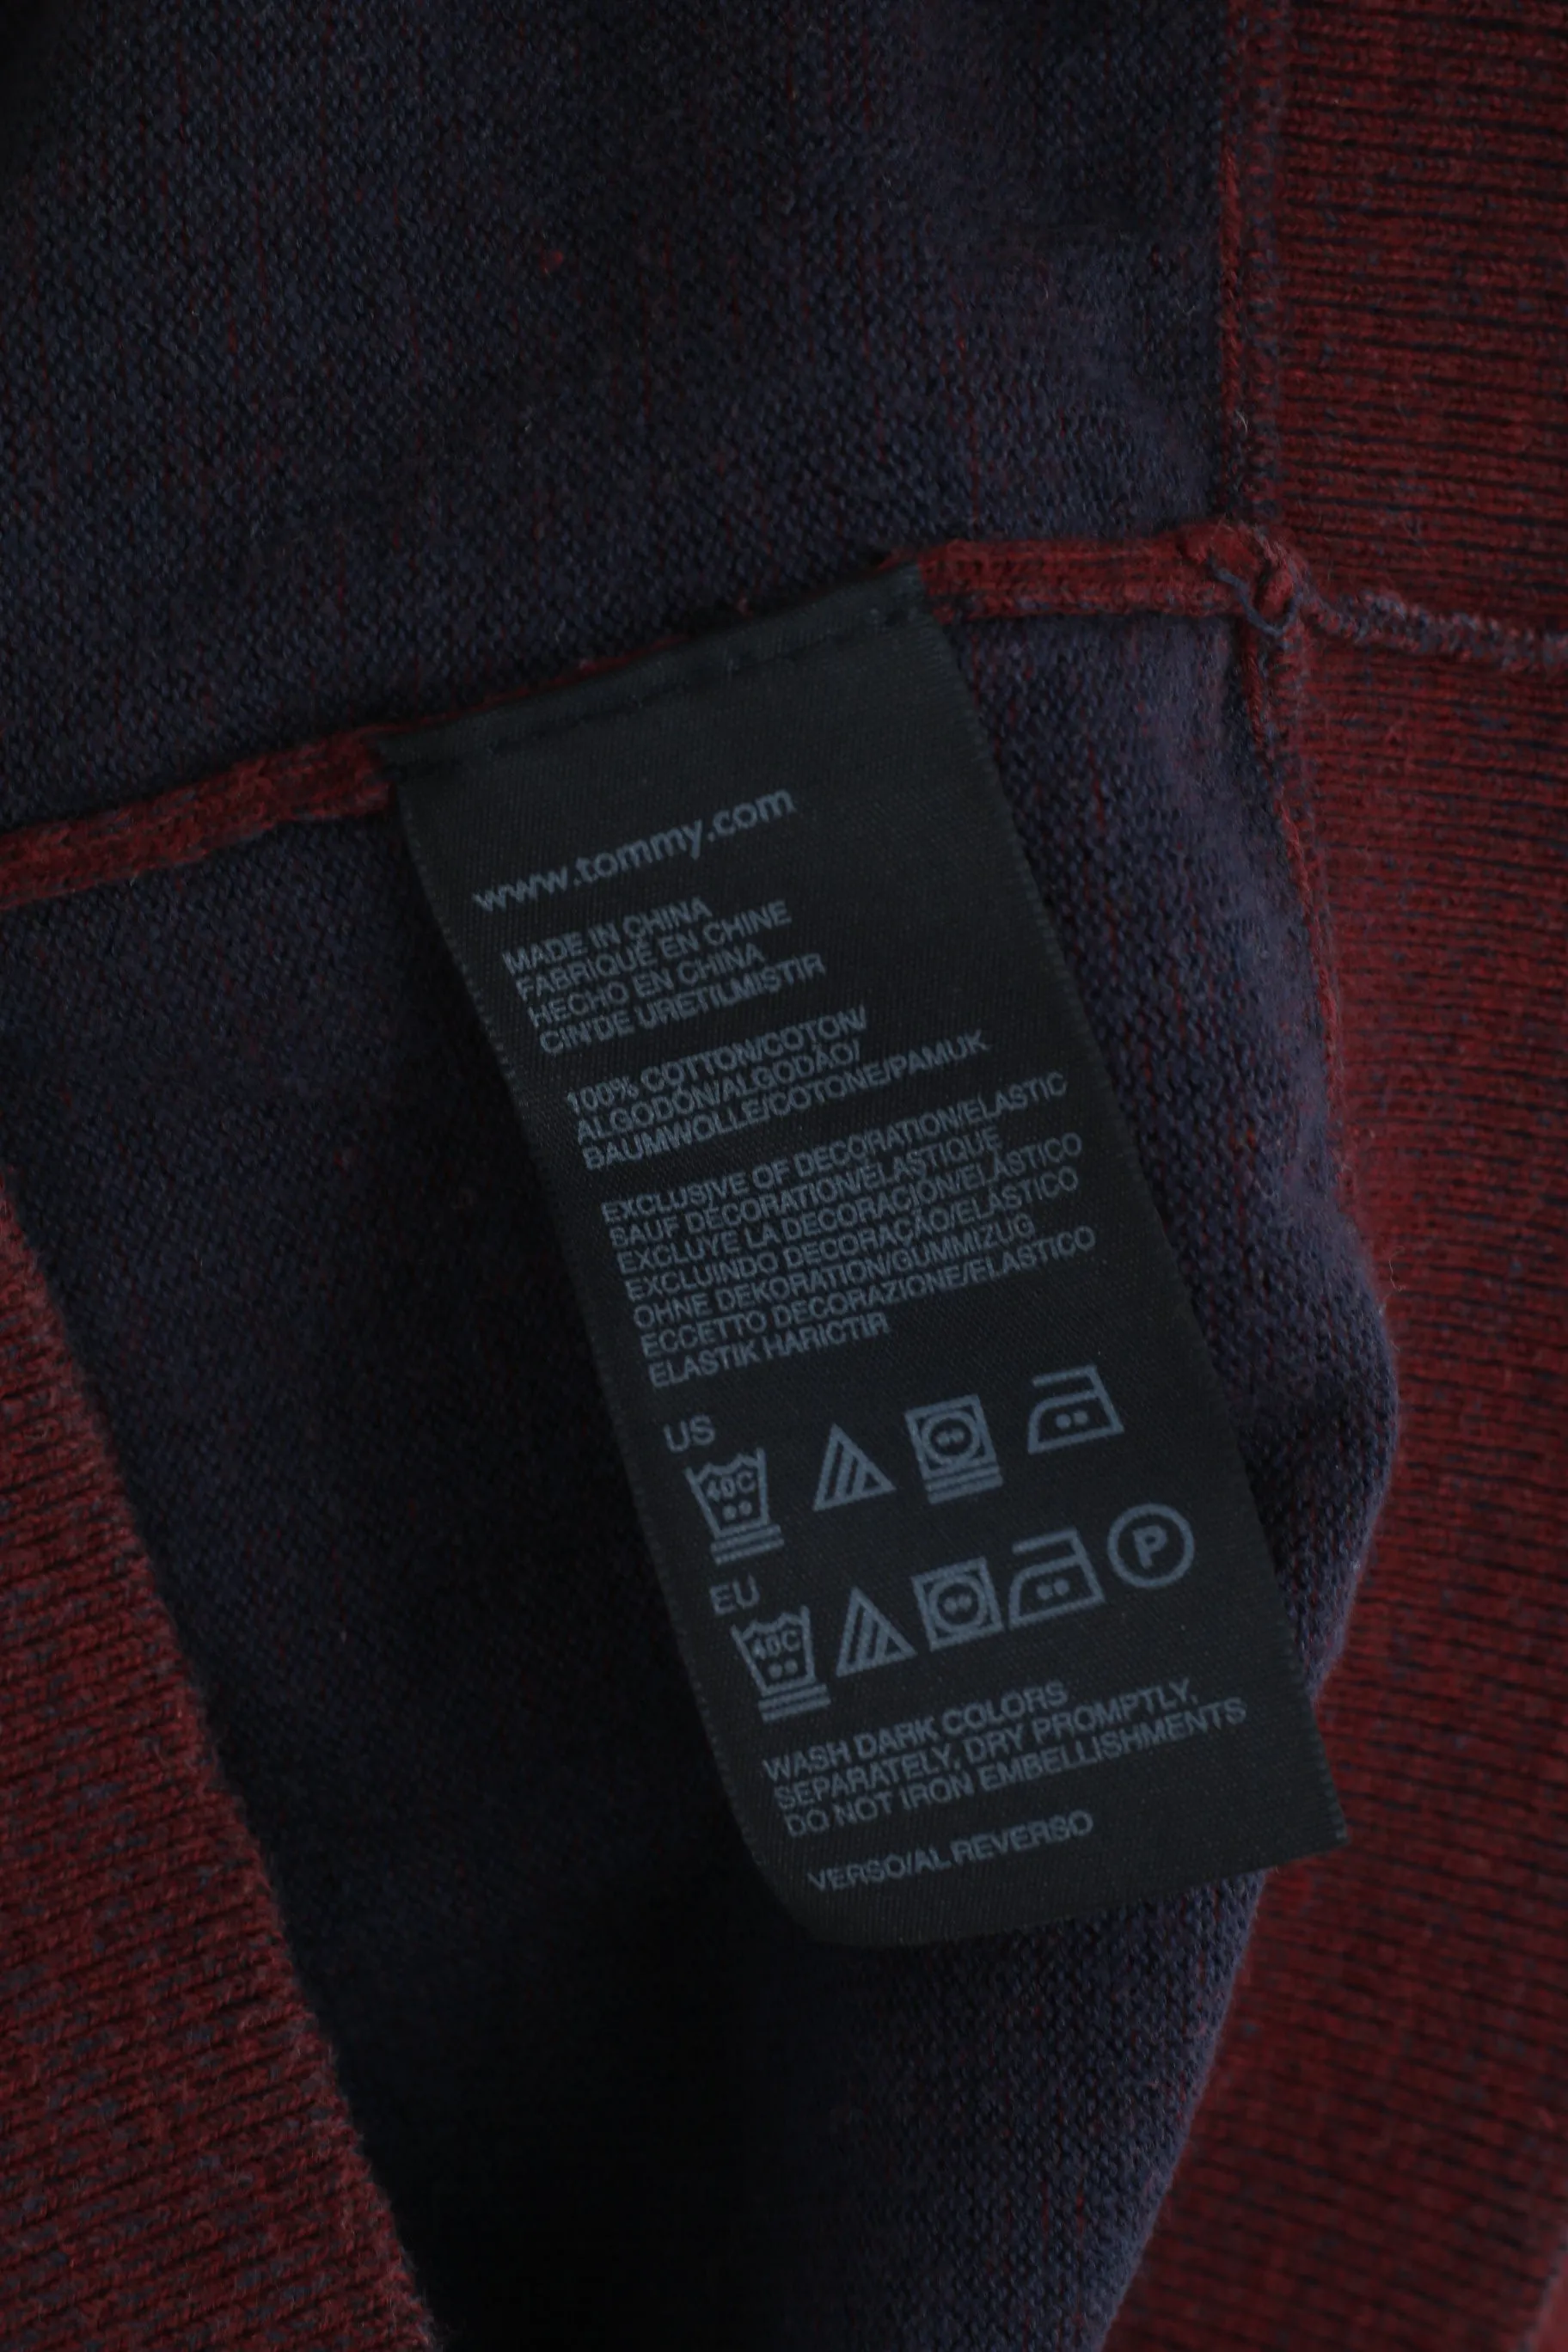 www.tommy.com
MADE IN CHINA
FABRIQUÉ EN CHINE
HECHO EN CHINA
CIN'DE URETILMISTIR
100% COTTON/COTON/
ALGODÓN/ALGODÃO/
BAUMWOLLE/COTONE/PAMUK
EXCLUSIVE OF DECORATION/ELASTIC
SAUF DÉCORATION/ÉLASTIQUE
EXCLUYE LA DECORACIÓN/ELÁSTICO
EXCLUINDO DECORAÇÃO/ELÁSTICO
OHNE DEKORATION/GUMMIZUG
ECCETTO DECORAZIONE/ELASTICO
ELASTIK HARICTIR
US
40C
EU
40C
P
WASH DARK COLORS
SEPARATELY, DRY PROMPTLY,
DO NOT IRON EMBELLISHMENTS
VERSO/AL REVERSO